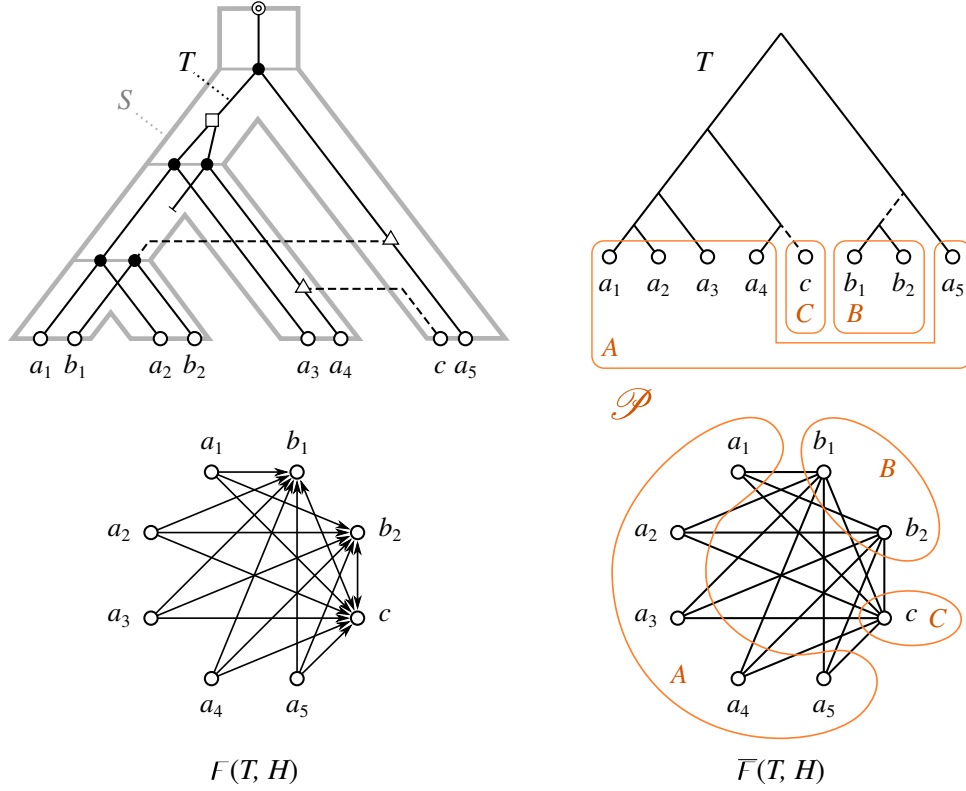 T
S
a₁ b₁ a₂ b₂ a₃ a₄ c a₅
T
a₁ a₂ a₃ a₄ c b₁ b₂ a₅
C B
A
𝒫
a₁ b₁
a₂ b₂
a₃ c
a₄ a₅
F(T, H)
a₁ b₁
B
a₂ b₂
a₃ c C
A
a₄ a₅
F̅(T, H)